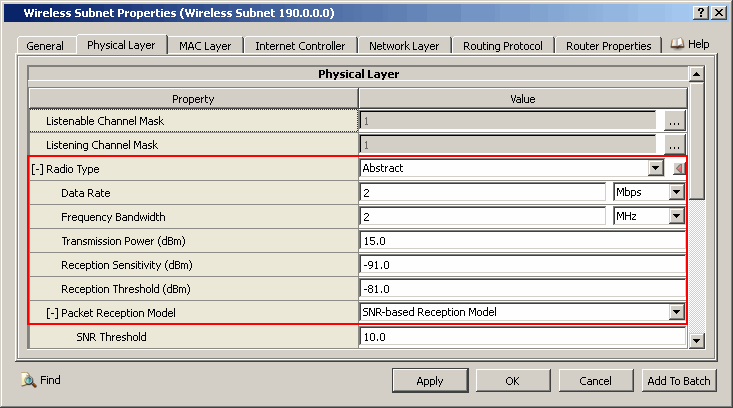 Wireless Subnet Properties (Wireless Subnet 190.0.0.0)
General Physical Layer MAC Layer Internet Controller Network Layer Routing Protocol Router Properties Help
Physical Layer
Property Value
Listenable Channel Mask 1 ...
Listening Channel Mask 1 ...
[-] Radio Type Abstract
Data Rate 2 Mbps
Frequency Bandwidth 2 MHz
Transmission Power (dBm) 15.0
Reception Sensitivity (dBm) -91.0
Reception Threshold (dBm) -81.0
[-] Packet Reception Model SNR-based Reception Model
SNR Threshold 10.0
Find Apply OK Cancel Add To Batch